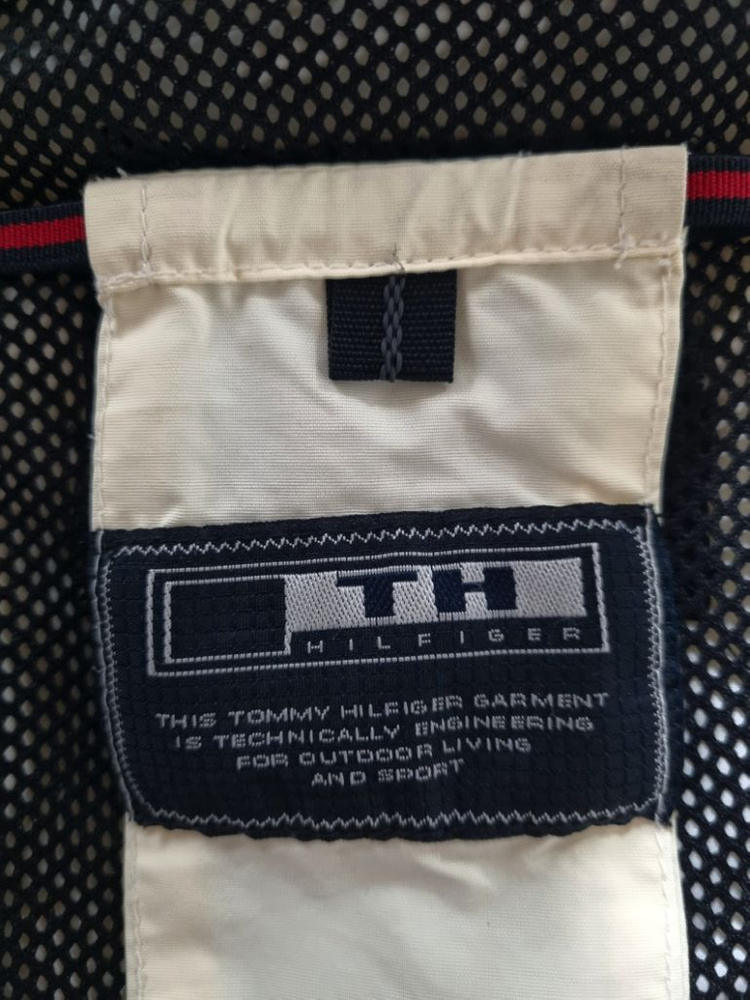 TH
HILFIGER
THIS TOMMY HILFIGER GARMENT
IS TECHNICALLY ENGINEERING
FOR OUTDOOR LIVING
AND SPORT